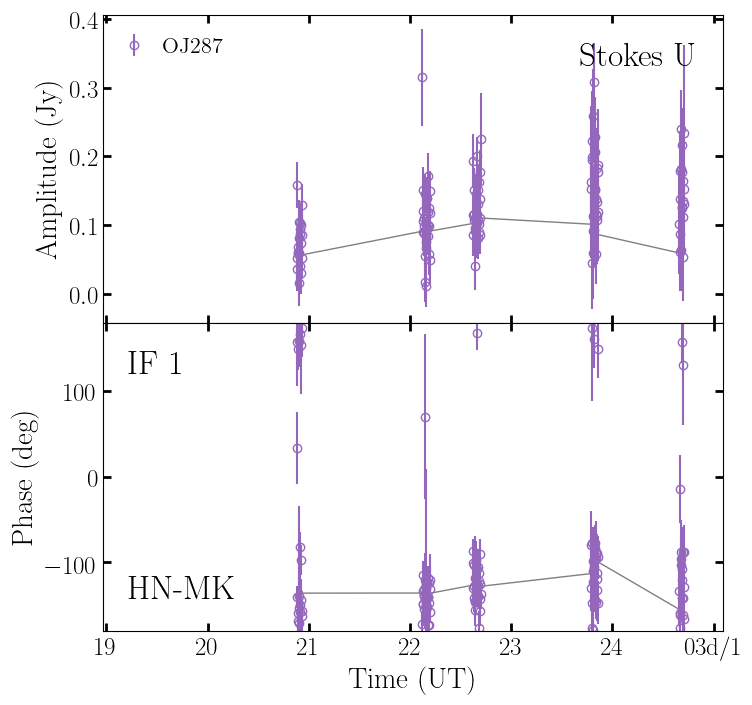 OJ287
Stokes U
0.4
0.3
0.2
0.1
0.0
Amplitude (Jy)
IF 1
100
0
−100
Phase (deg)
HN-MK
19 20 21 22 23 24 03d/1
Time (UT)